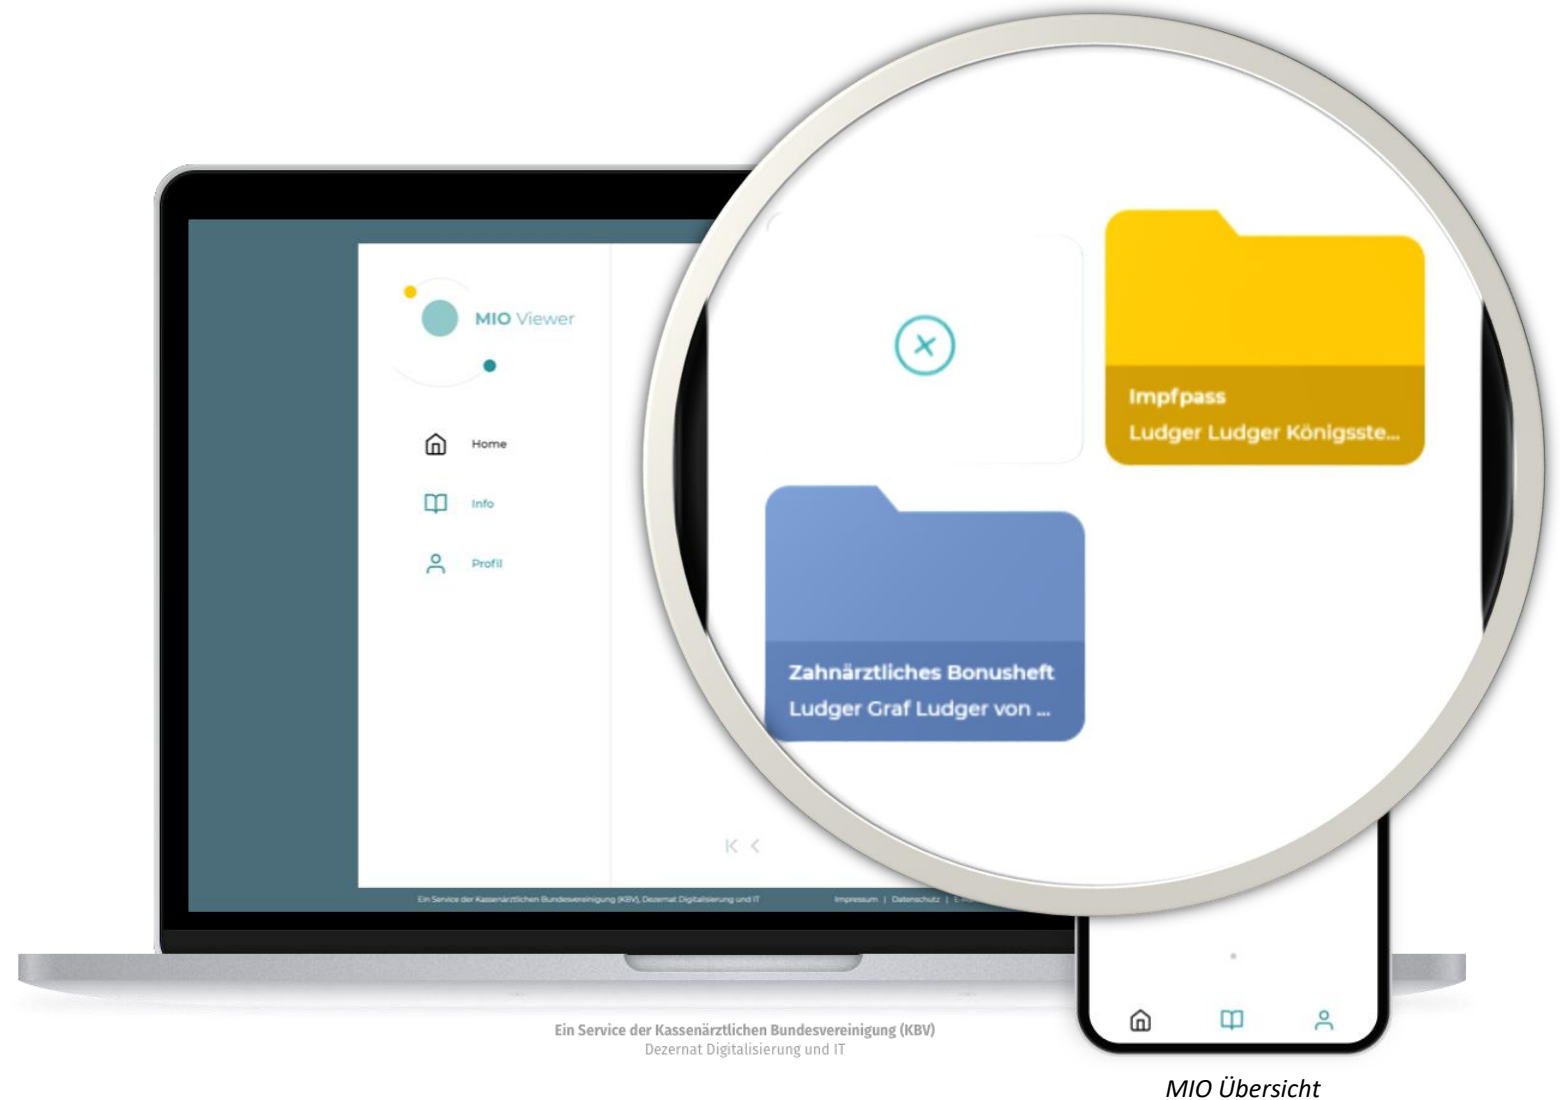 MIO Viewer
Home
Info
Profil
Impfpass
Ludger Ludger Königsste...
Zahnärztliches Bonusheft
Ludger Graf Ludger von ...
Ein Service der Kassenärztlichen Bundesvereinigung (KBV), Dezernat Digitalisierung und IT
Impressum | Datenschutz |
Ein Service der Kassenärztlichen Bundesvereinigung (KBV)
Dezernat Digitalisierung und IT
MIO Übersicht